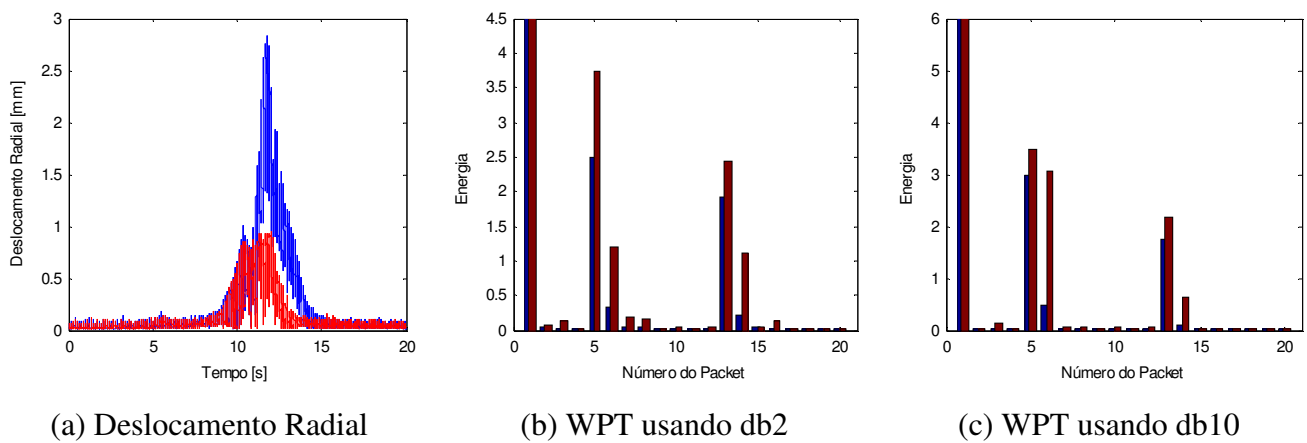 3
2.5
2
1.5
1
0.5
0
0 5 10 15 20
Deslocamento Radial [mm]
Tempo [s]
(a) Deslocamento Radial
4.5
4
3.5
3
2.5
2
1.5
1
0.5
0
0 5 10 15 20
Energia
Número do Packet
(b) WPT usando db2
6
5
4
3
2
1
0
0 5 10 15 20
Energia
Número do Packet
(c) WPT usando db10